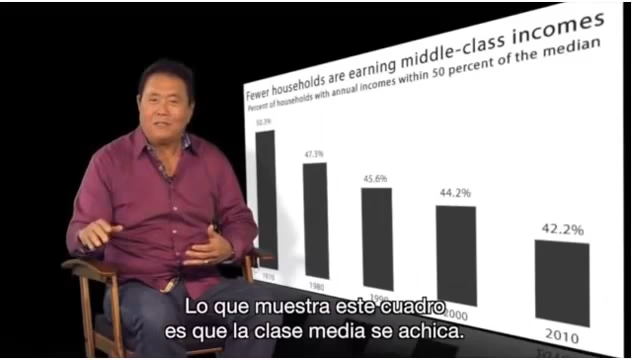 Fewer households are earning middle-class incomes
Percent of households with annual incomes within 50 percent of the median
50.3%
47.3%
45.6%
44.2%
42.2%
1970
1980
1990
2000
2010
Lo que muestra este cuadro
es que la clase media se achica.